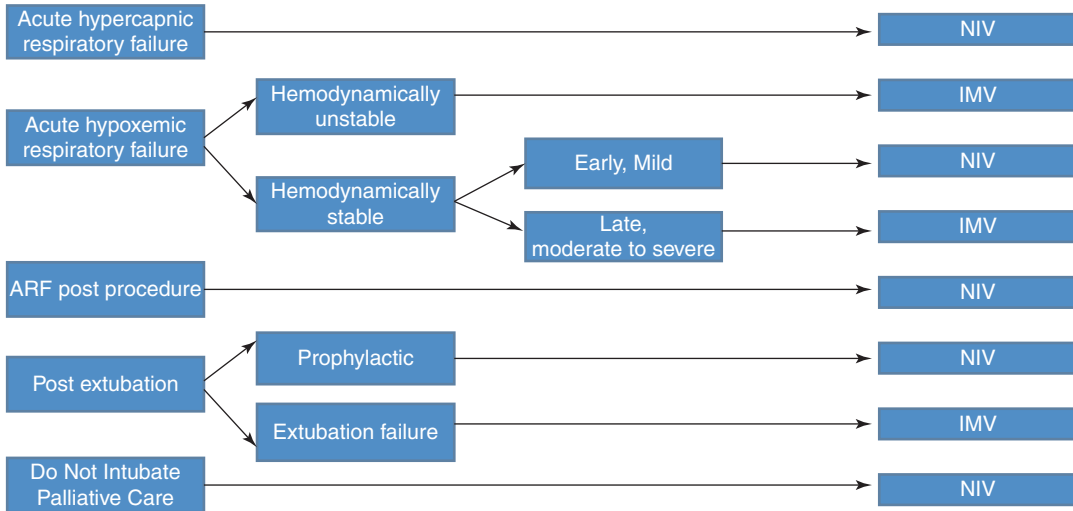 Acute hypercapnic
respiratory failure
NIV
Hemodynamically
unstable
IMV
Acute hypoxemic
respiratory failure
Early, Mild
NIV
Hemodynamically
stable
Late,
moderate to severe
IMV
ARF post procedure
NIV
Prophylactic
NIV
Post extubation
Extubation failure
IMV
Do Not Intubate
Palliative Care
NIV